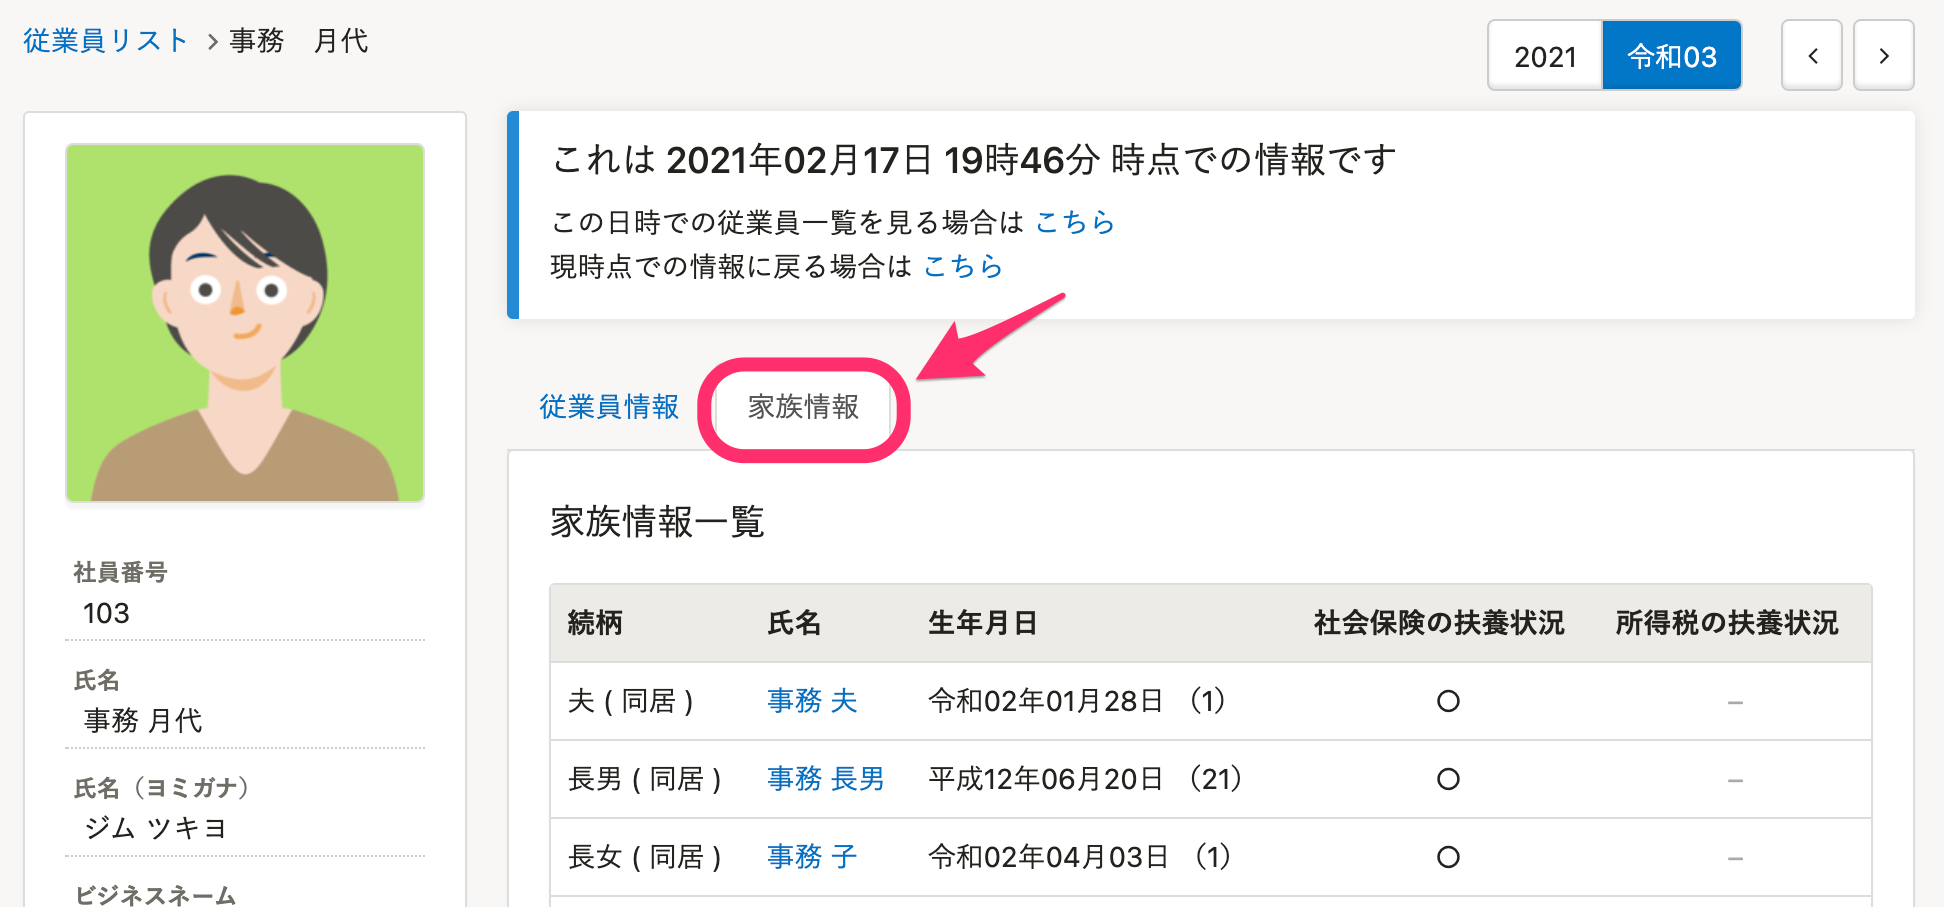 従業員リスト > 事務　月代
2021 令和03
これは 2021年02月17日 19時46分 時点での情報です
この日時での従業員一覧を見る場合は こちら
現時点での情報に戻る場合は こちら
従業員情報 家族情報
社員番号
103
氏名
事務 月代
氏名（ヨミガナ）
ジム ツキヨ
ビジネスネーム
家族情報一覧
続柄 氏名 生年月日 社会保険の扶養状況 所得税の扶養状況
夫 ( 同居 ) 事務 夫 令和02年01月28日 （1） ○ –
長男 ( 同居 ) 事務 長男 平成12年06月20日 （21） ○ –
長女 ( 同居 ) 事務 子 令和02年04月03日 （1） ○ –